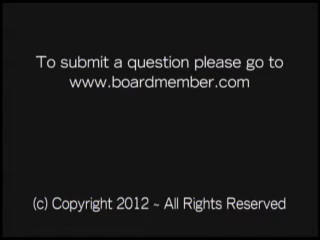 To submit a question please go to
www.boardmember.com
(c) Copyright 2012 ~ All Rights Reserved